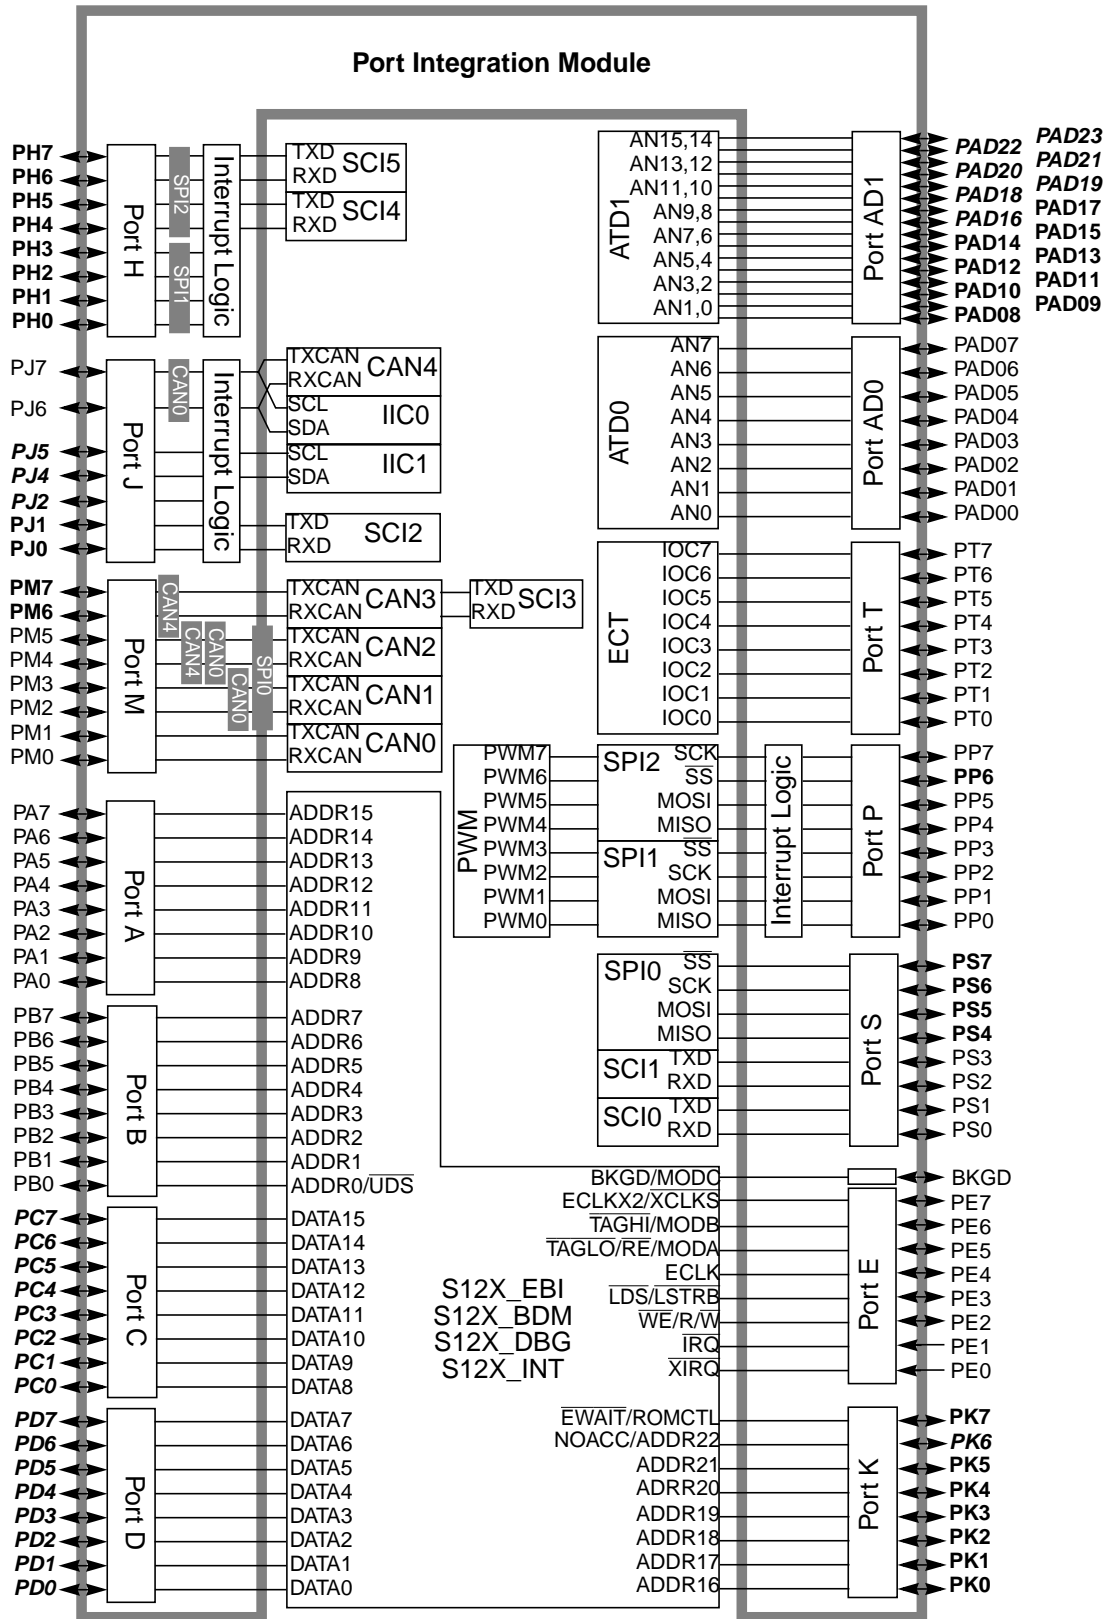 Port Integration Module
PH7
PH6
PH5
PH4
PH3
PH2
PH1
PH0
Port H
SPI2
SPI1
Interrupt Logic
TXD
RXD
SCI5
TXD
RXD
SCI4
PJ7
PJ6
PJ5
PJ4
PJ2
PJ1
PJ0
Port J
CAN0
Interrupt Logic
TXCAN
RXCAN
CAN4
SCL
SDA
IIC0
SCL
SDA
IIC1
TXD
RXD
SCI2
PM7
PM6
PM5
PM4
PM3
PM2
PM1
PM0
Port M
CAN4
CAN4
CAN0
CAN0
SPI0
TXCAN
RXCAN
CAN3
TXD
RXD
SCI3
TXCAN
RXCAN
CAN2
TXCAN
RXCAN
CAN1
TXCAN
RXCAN
CAN0
PA7
PA6
PA5
PA4
PA3
PA2
PA1
PA0
Port A
ADDR15
ADDR14
ADDR13
ADDR12
ADDR11
ADDR10
ADDR9
ADDR8
PB7
PB6
PB5
PB4
PB3
PB2
PB1
PB0
Port B
ADDR7
ADDR6
ADDR5
ADDR4
ADDR3
ADDR2
ADDR1
ADDR0/UDS
PC7
PC6
PC5
PC4
PC3
PC2
PC1
PC0
Port C
DATA15
DATA14
DATA13
DATA12
DATA11
DATA10
DATA9
DATA8
PD7
PD6
PD5
PD4
PD3
PD2
PD1
PD0
Port D
DATA7
DATA6
DATA5
DATA4
DATA3
DATA2
DATA1
DATA0
S12X_EBI
S12X_BDM
S12X_DBG
S12X_INT
ATD1
AN15,14
AN13,12
AN11,10
AN9,8
AN7,6
AN5,4
AN3,2
AN1,0
Port AD1
PAD23
PAD22
PAD21
PAD20
PAD19
PAD18
PAD17
PAD16
PAD15
PAD14
PAD13
PAD12
PAD11
PAD10
PAD09
PAD08
ATD0
AN7
AN6
AN5
AN4
AN3
AN2
AN1
AN0
Port AD0
PAD07
PAD06
PAD05
PAD04
PAD03
PAD02
PAD01
PAD00
ECT
IOC7
IOC6
IOC5
IOC4
IOC3
IOC2
IOC1
IOC0
Port T
PT7
PT6
PT5
PT4
PT3
PT2
PT1
PT0
PWM
PWM7
PWM6
PWM5
PWM4
PWM3
PWM2
PWM1
PWM0
SPI2
SCK
SS
MOSI
MISO
SPI1
SS
SCK
MOSI
MISO
Interrupt Logic
Port P
PP7
PP6
PP5
PP4
PP3
PP2
PP1
PP0
SPI0
SS
SCK
MOSI
MISO
SCI1
TXD
RXD
SCI0
TXD
RXD
Port S
PS7
PS6
PS5
PS4
PS3
PS2
PS1
PS0
BKGD/MODC
BKGD
ECLKX2/XCLKS
TAGHI/MODB
TAGLO/RE/MODA
ECLK
LDS/LSTRB
WE/R/W
IRQ
XIRQ
Port E
PE7
PE6
PE5
PE4
PE3
PE2
PE1
PE0
EWAIT/ROMCTL
NOACC/ADDR22
ADDR21
ADRR20
ADDR19
ADDR18
ADDR17
ADDR16
Port K
PK7
PK6
PK5
PK4
PK3
PK2
PK1
PK0